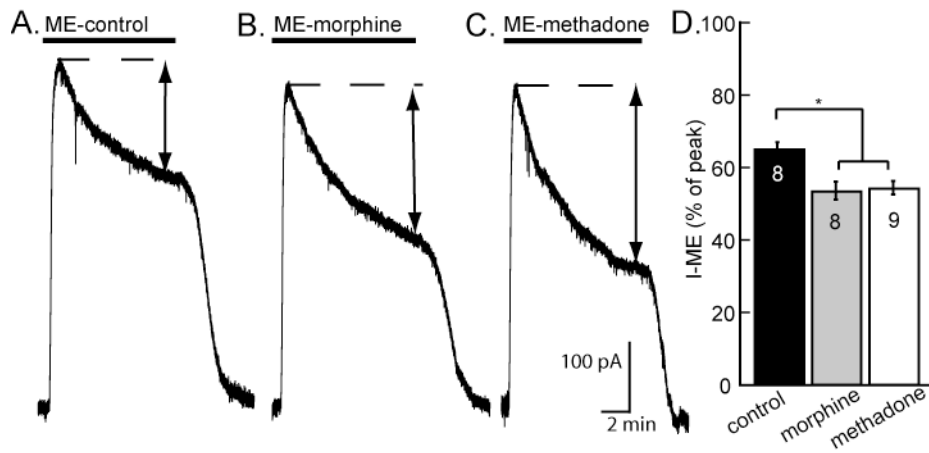 A. ME-control
B. ME-morphine
C. ME-methadone
D.
100 pA
2 min
I-ME (% of peak)
100
80
60
40
20
0
*
8
8
9
control
morphine
methadone